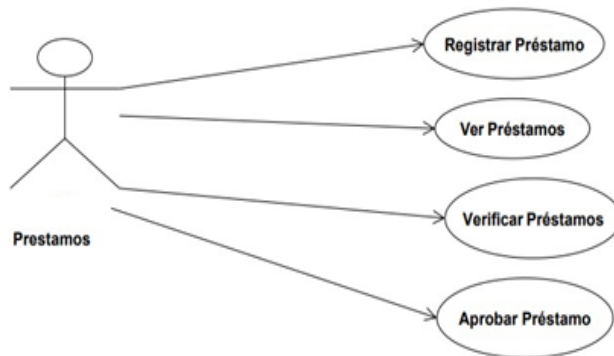 Registrar Préstamo
Ver Préstamos
Verificar Préstamos
Prestamos
Aprobar Préstamo